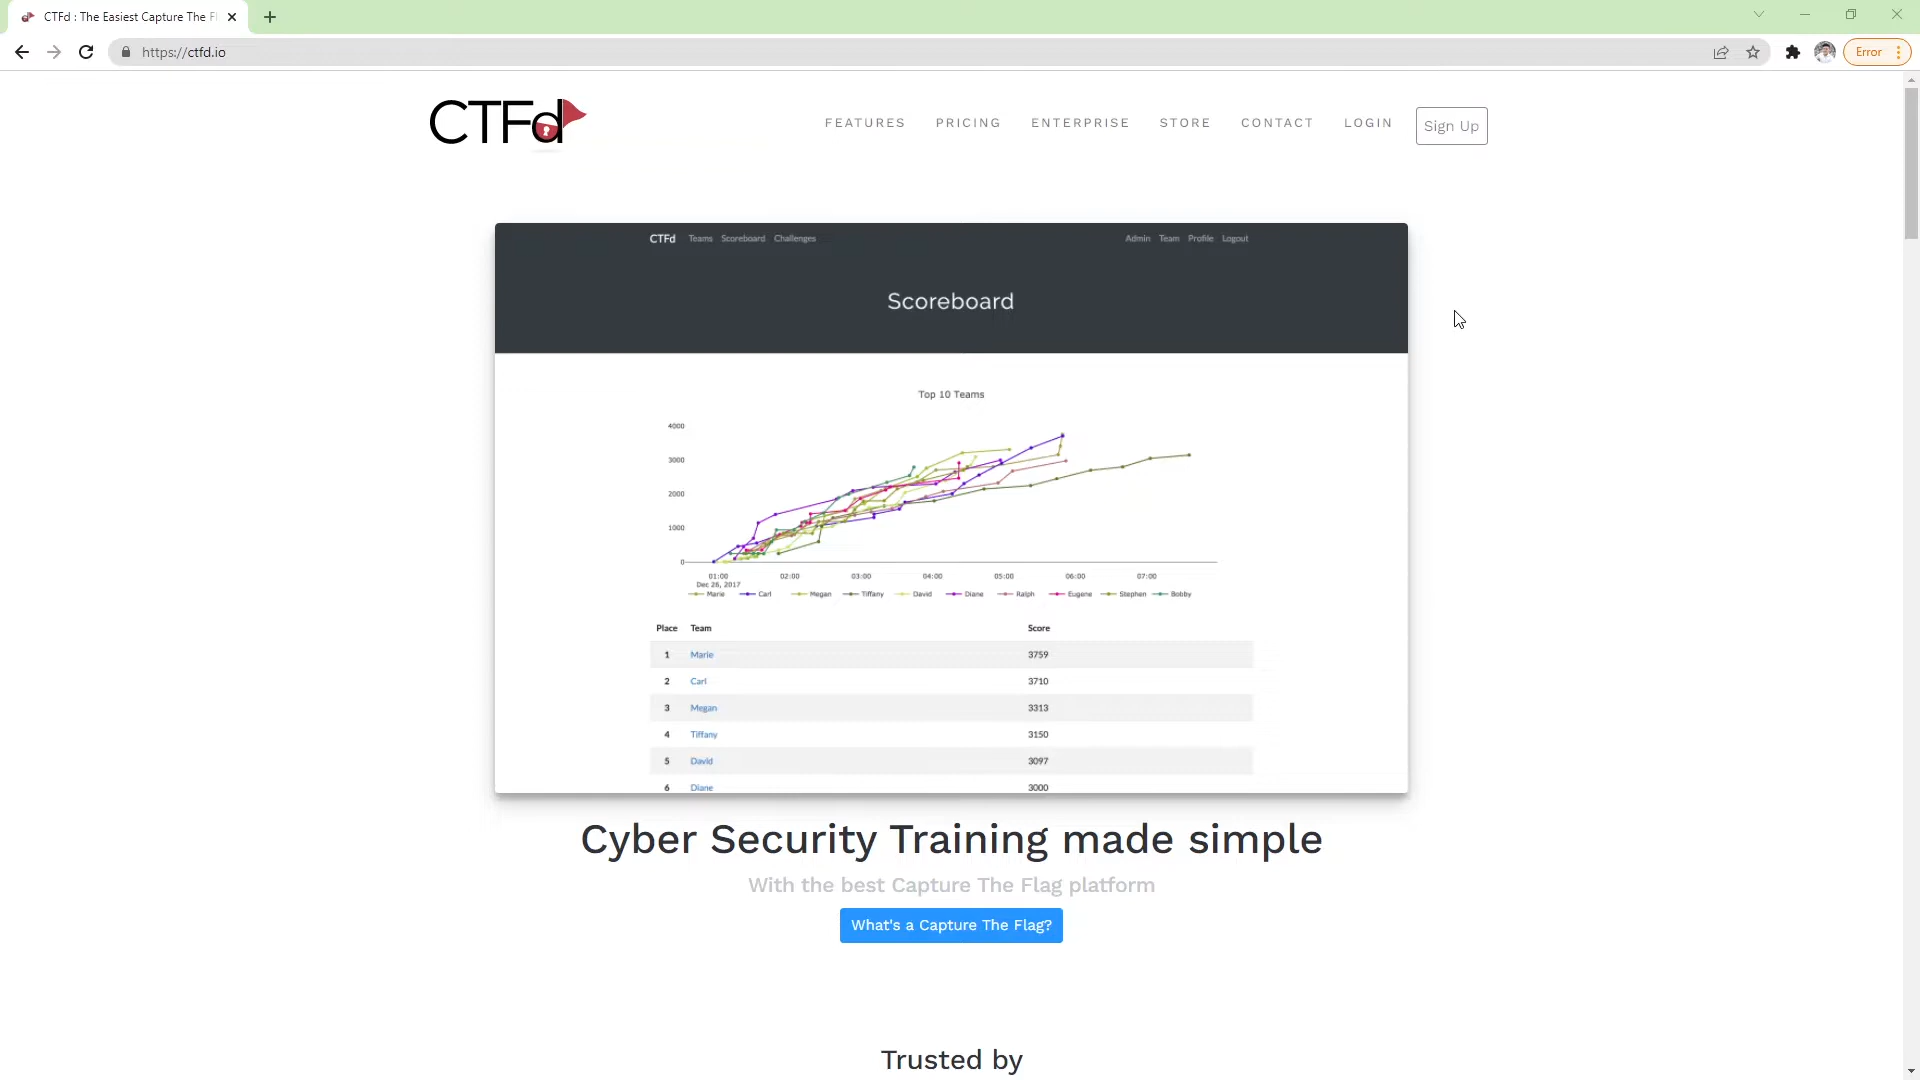 CTFd : The Easiest Capture The F
https://ctfd.io
Error
CTFd
FEATURES PRICING ENTERPRISE STORE CONTACT LOGIN Sign Up
CTFd Teams Scoreboard Challenges Admin Team Profile Logout
Scoreboard
Top 10 Teams
4000
3000
2000
1000
0
01:00 02:00 03:00 04:00 05:00 06:00 07:00
Dec 26, 2017
Marie Carl Megan Tiffany David Diane Ralph Eugene Stephen Bobby
Place Team Score
1 Marie 3759
2 Carl 3710
3 Megan 3313
4 Tiffany 3150
5 David 3097
6 Diane 3000
Cyber Security Training made simple
With the best Capture The Flag platform
What's a Capture The Flag?
Trusted by